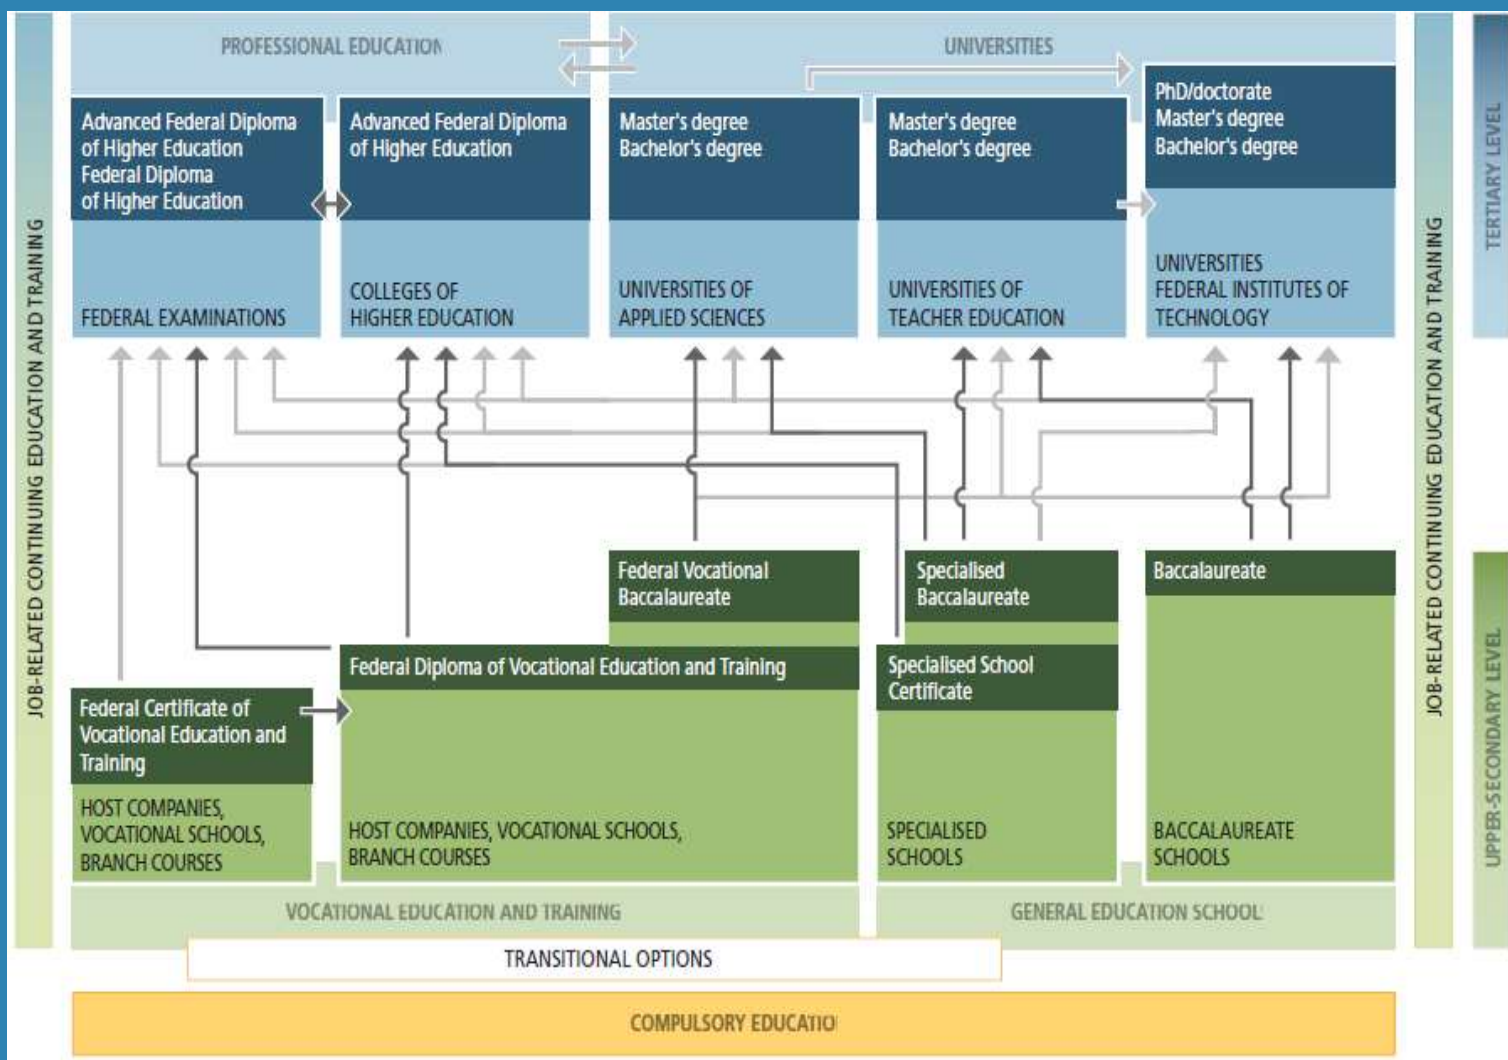 PROFESSIONAL EDUCATION
UNIVERSITIES
Advanced Federal Diploma
of Higher Education
Federal Diploma
of Higher Education
FEDERAL EXAMINATIONS
Advanced Federal Diploma
of Higher Education
COLLEGES OF
HIGHER EDUCATION
Master's degree
Bachelor's degree
UNIVERSITIES OF
APPLIED SCIENCES
Master's degree
Bachelor's degree
UNIVERSITIES OF
TEACHER EDUCATION
PhD/doctorate
Master's degree
Bachelor's degree
UNIVERSITIES
FEDERAL INSTITUTES OF
TECHNOLOGY
JOB-RELATED CONTINUING EDUCATION AND TRAINING
JOB-RELATED CONTINUING EDUCATION AND TRAINING
TERTIARY LEVEL
UPPER-SECONDARY LEVEL
Federal Certificate of
Vocational Education and
Training
HOST COMPANIES,
VOCATIONAL SCHOOLS,
BRANCH COURSES
Federal Vocational
Baccalaureate
Federal Diploma of Vocational Education and Training
HOST COMPANIES, VOCATIONAL SCHOOLS,
BRANCH COURSES
Specialised
Baccalaureate
Specialised School
Certificate
SPECIALISED
SCHOOLS
Baccalaureate
BACCALAUREATE
SCHOOLS
VOCATIONAL EDUCATION AND TRAINING
GENERAL EDUCATION SCHOOL
TRANSITIONAL OPTIONS
COMPULSORY EDUCATIO